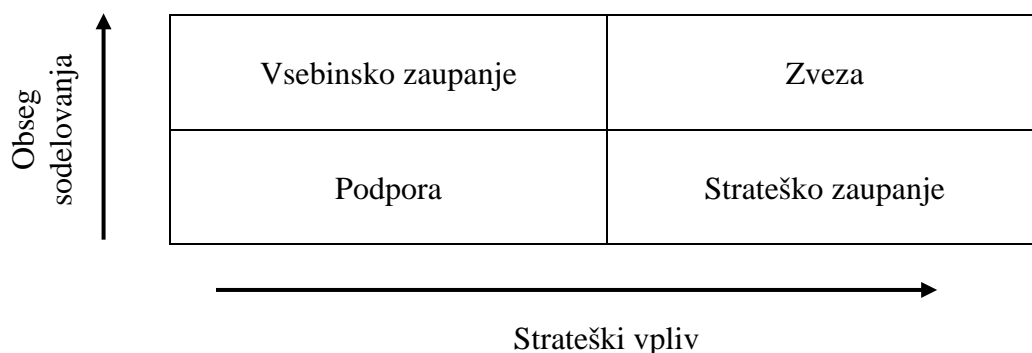 Obseg
sodelovanja
Vsebinsko zaupanje
Zveza
Podpora
Strateško zaupanje
Strateški vpliv